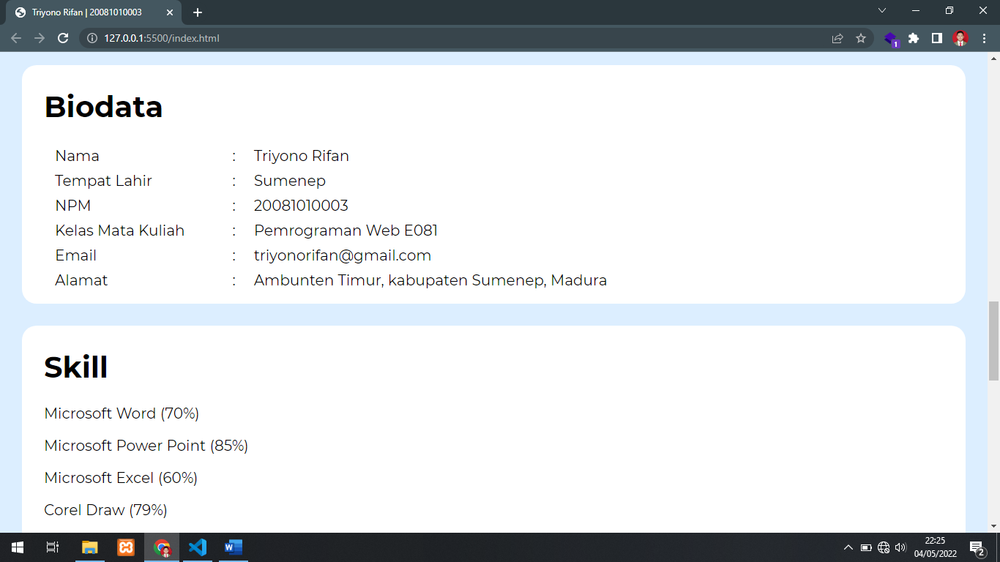 Triyono Rifan | 20081010003
127.0.0.1:5500/index.html
1
Biodata
Nama : Triyono Rifan
Tempat Lahir : Sumenep
NPM : 20081010003
Kelas Mata Kuliah : Pemrograman Web E081
Email : triyonorifan@gmail.com
Alamat : Ambunten Timur, kabupaten Sumenep, Madura
Skill
Microsoft Word (70%)
Microsoft Power Point (85%)
Microsoft Excel (60%)
Corel Draw (79%)
22:25
04/05/2022
2